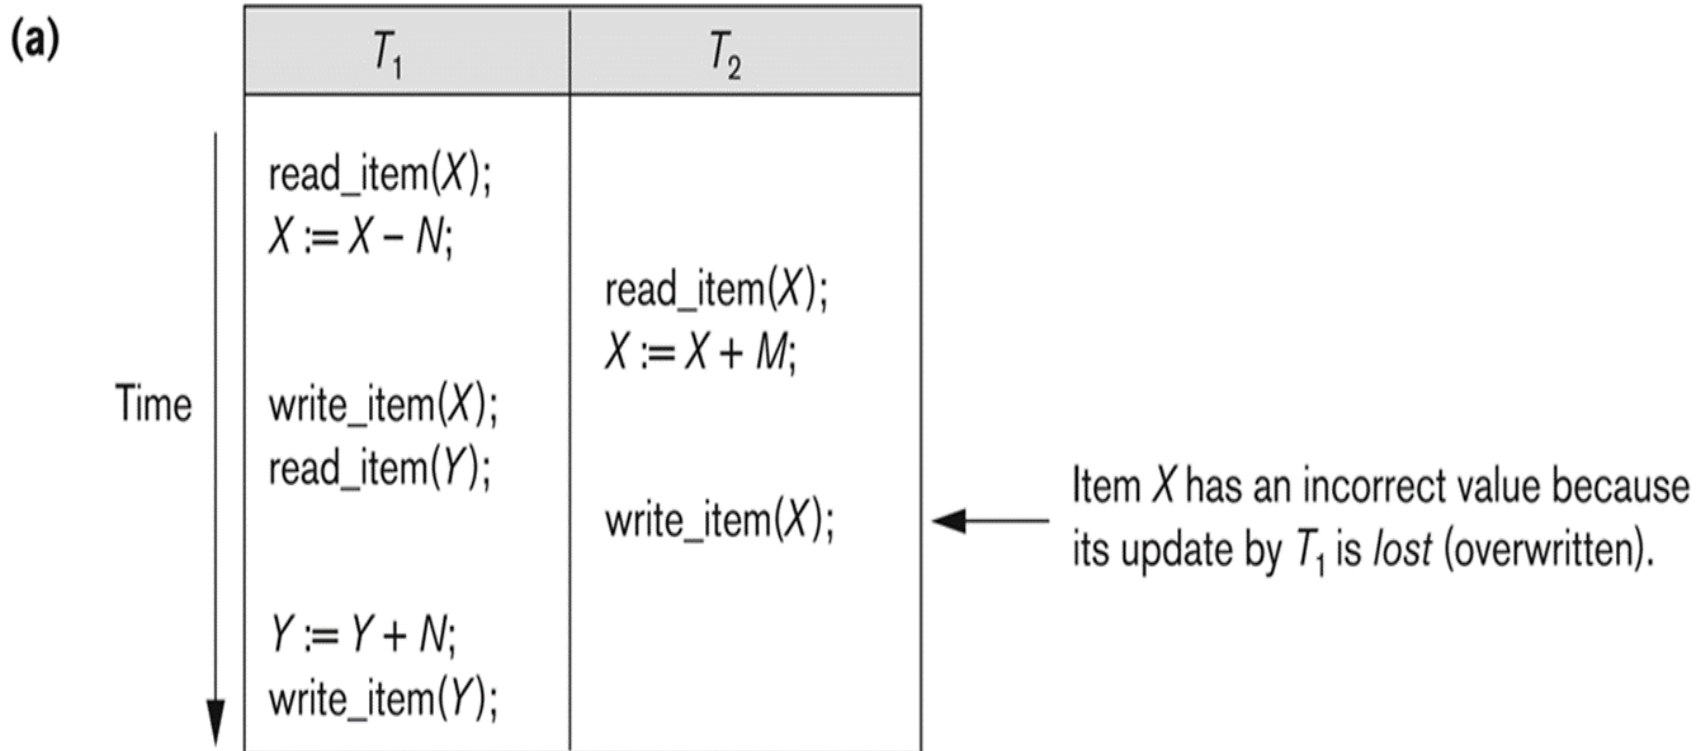 (a)
T₁ T₂
read_item(X);
X := X – N;
read_item(X);
X := X + M;
Time
write_item(X);
read_item(Y);
write_item(X);
Item X has an incorrect value because
its update by T₁ is lost (overwritten).
Y := Y + N;
write_item(Y);